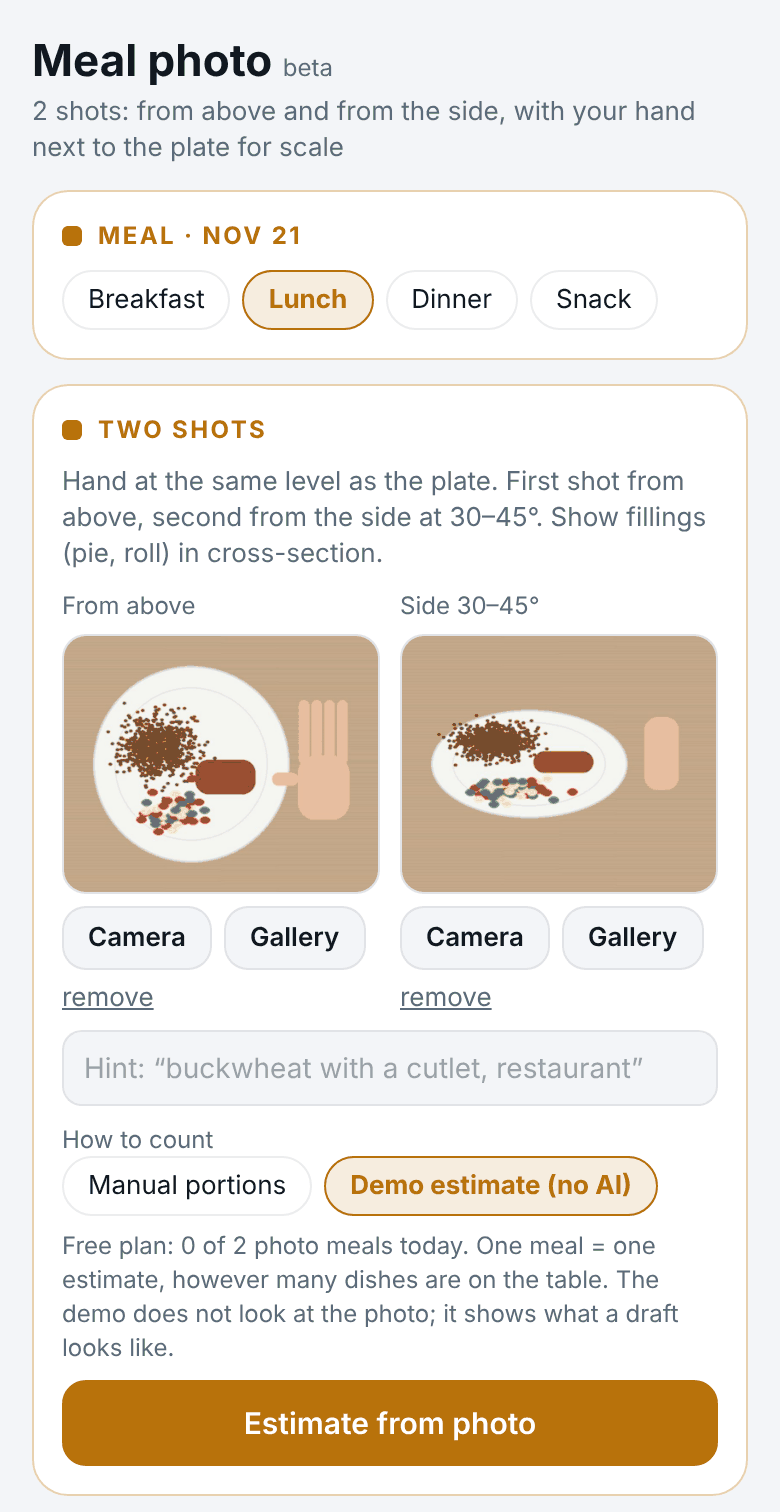 Meal photo beta
2 shots: from above and from the side, with your hand
next to the plate for scale
MEAL · NOV 21
Breakfast Lunch Dinner Snack
TWO SHOTS
Hand at the same level as the plate. First shot from
above, second from the side at 30–45°. Show fillings
(pie, roll) in cross-section.
From above Side 30–45°
Camera Gallery Camera Gallery
remove remove
Hint: “buckwheat with a cutlet, restaurant”
How to count
Manual portions Demo estimate (no AI)
Free plan: 0 of 2 photo meals today. One meal = one
estimate, however many dishes are on the table. The
demo does not look at the photo; it shows what a draft
looks like.
Estimate from photo